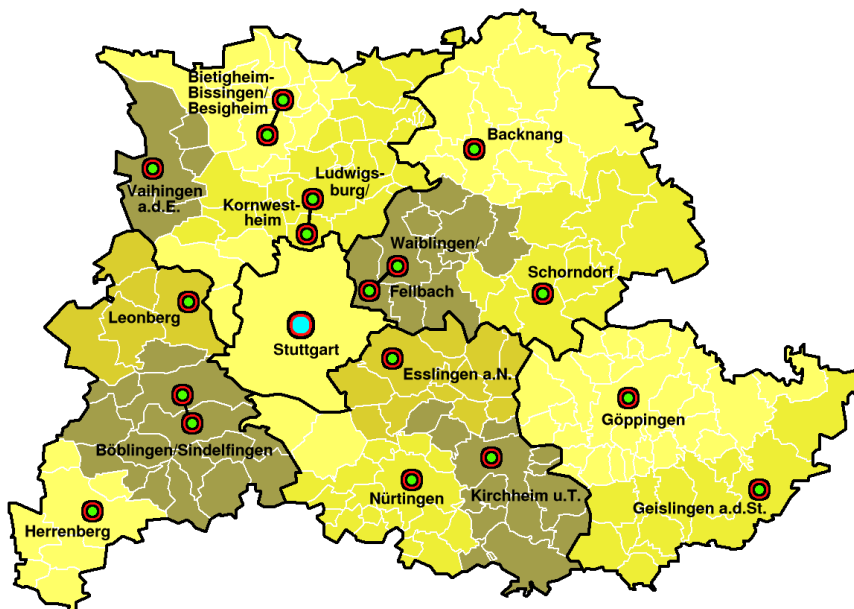 Bietigheim-
Bissingen/
Besigheim
Backnang
Vaihingen
a.d.E.
Ludwigs-
burg/
Kornwest-
heim
Waiblingen/
Fellbach
Schorndorf
Leonberg
Stuttgart
Esslingen a.N.
Göppingen
Böblingen/Sindelfingen
Nürtingen
Kirchheim u.T.
Geislingen a.d.St.
Herrenberg